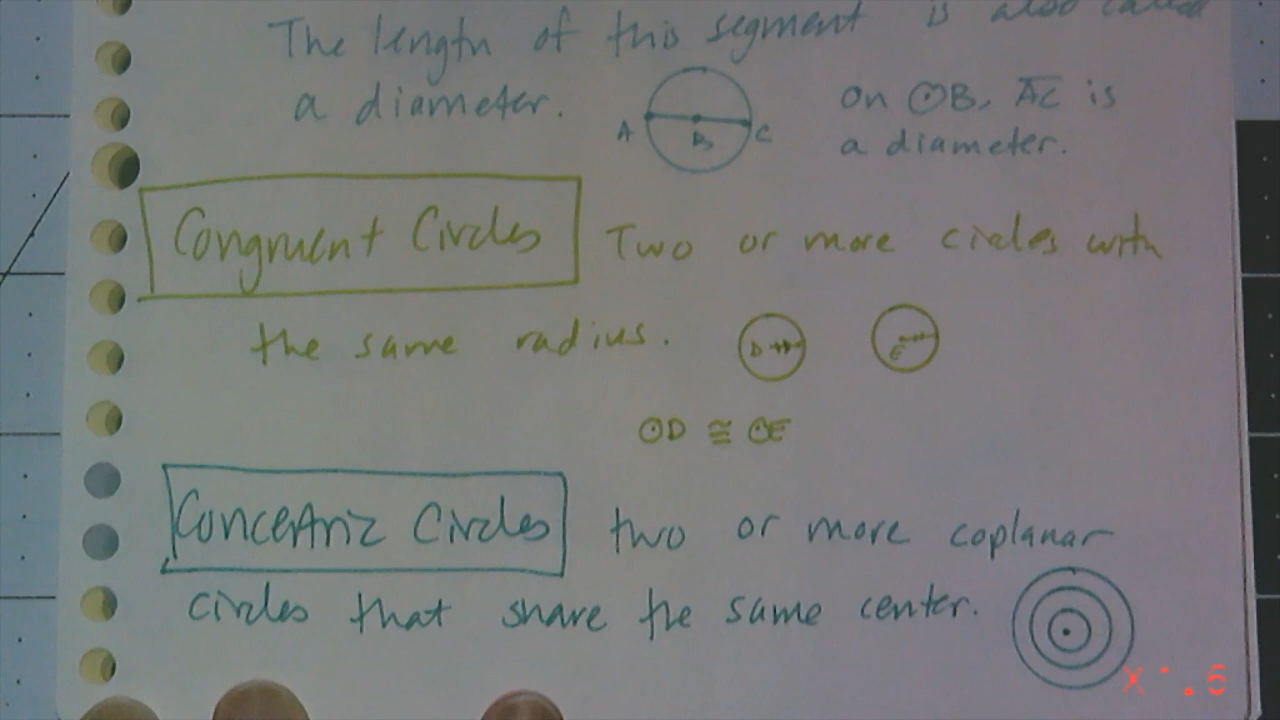 The length of this segment is also called
a diameter.
A B C
on ⊙B, A̅C̅ is
a diameter.
Congruent Circles Two or more circles with
the same radius.
D E
⊙D ≅ ⊙E
Concentric Circles two or more coplanar
circles that share the same center.